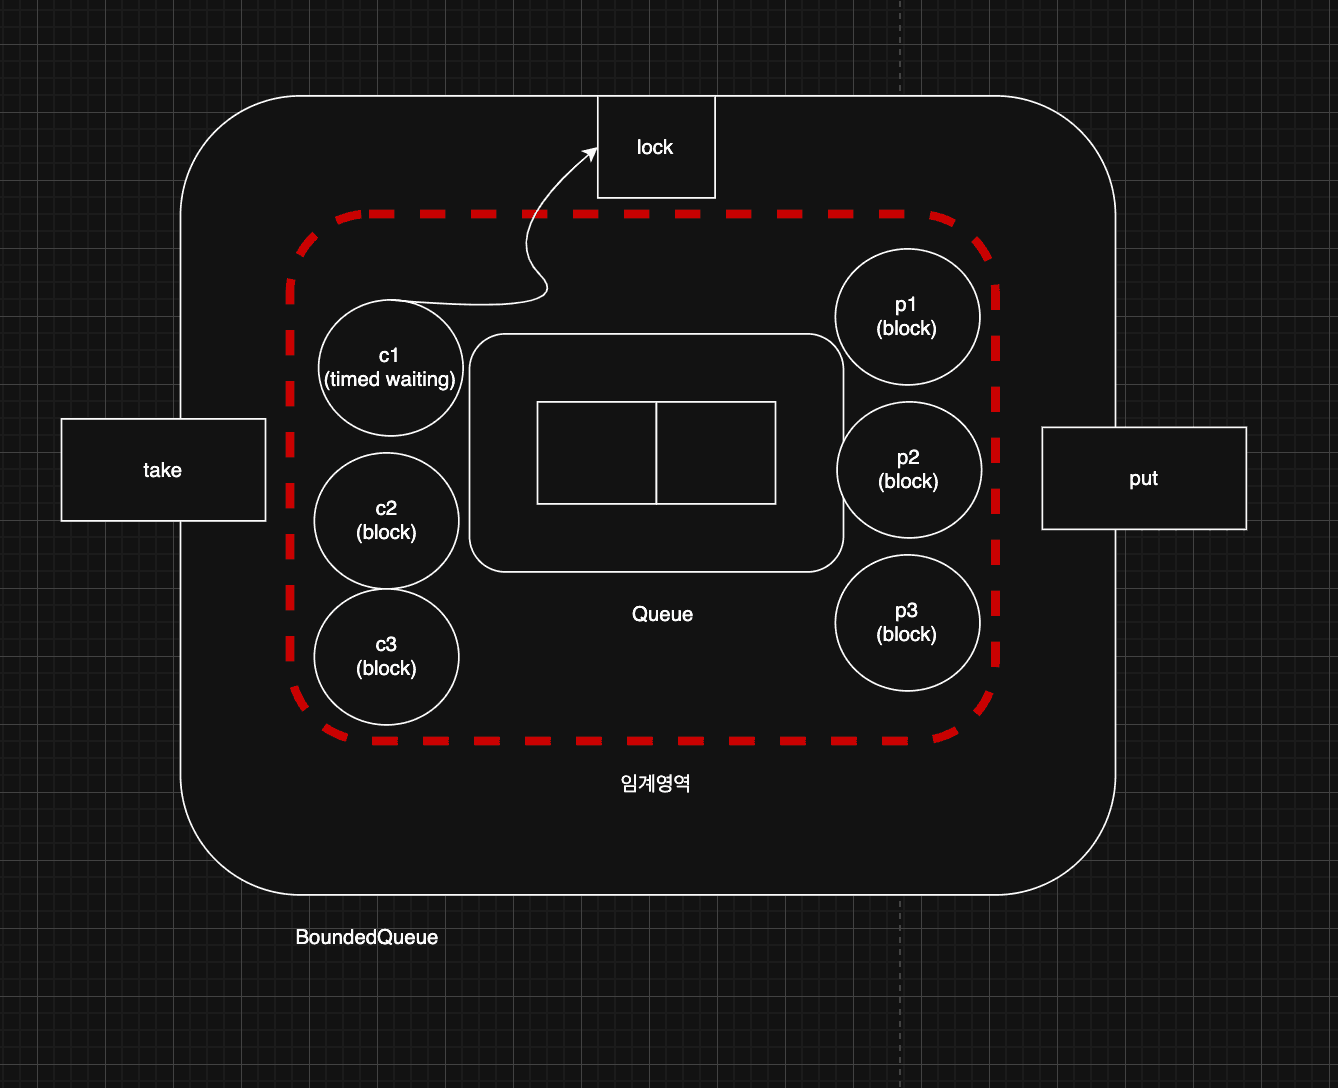 lock
p1
(block)
c1
(timed waiting)
take
p2
(block)
put
c2
(block)
Queue
p3
(block)
c3
(block)
임계영역
BoundedQueue